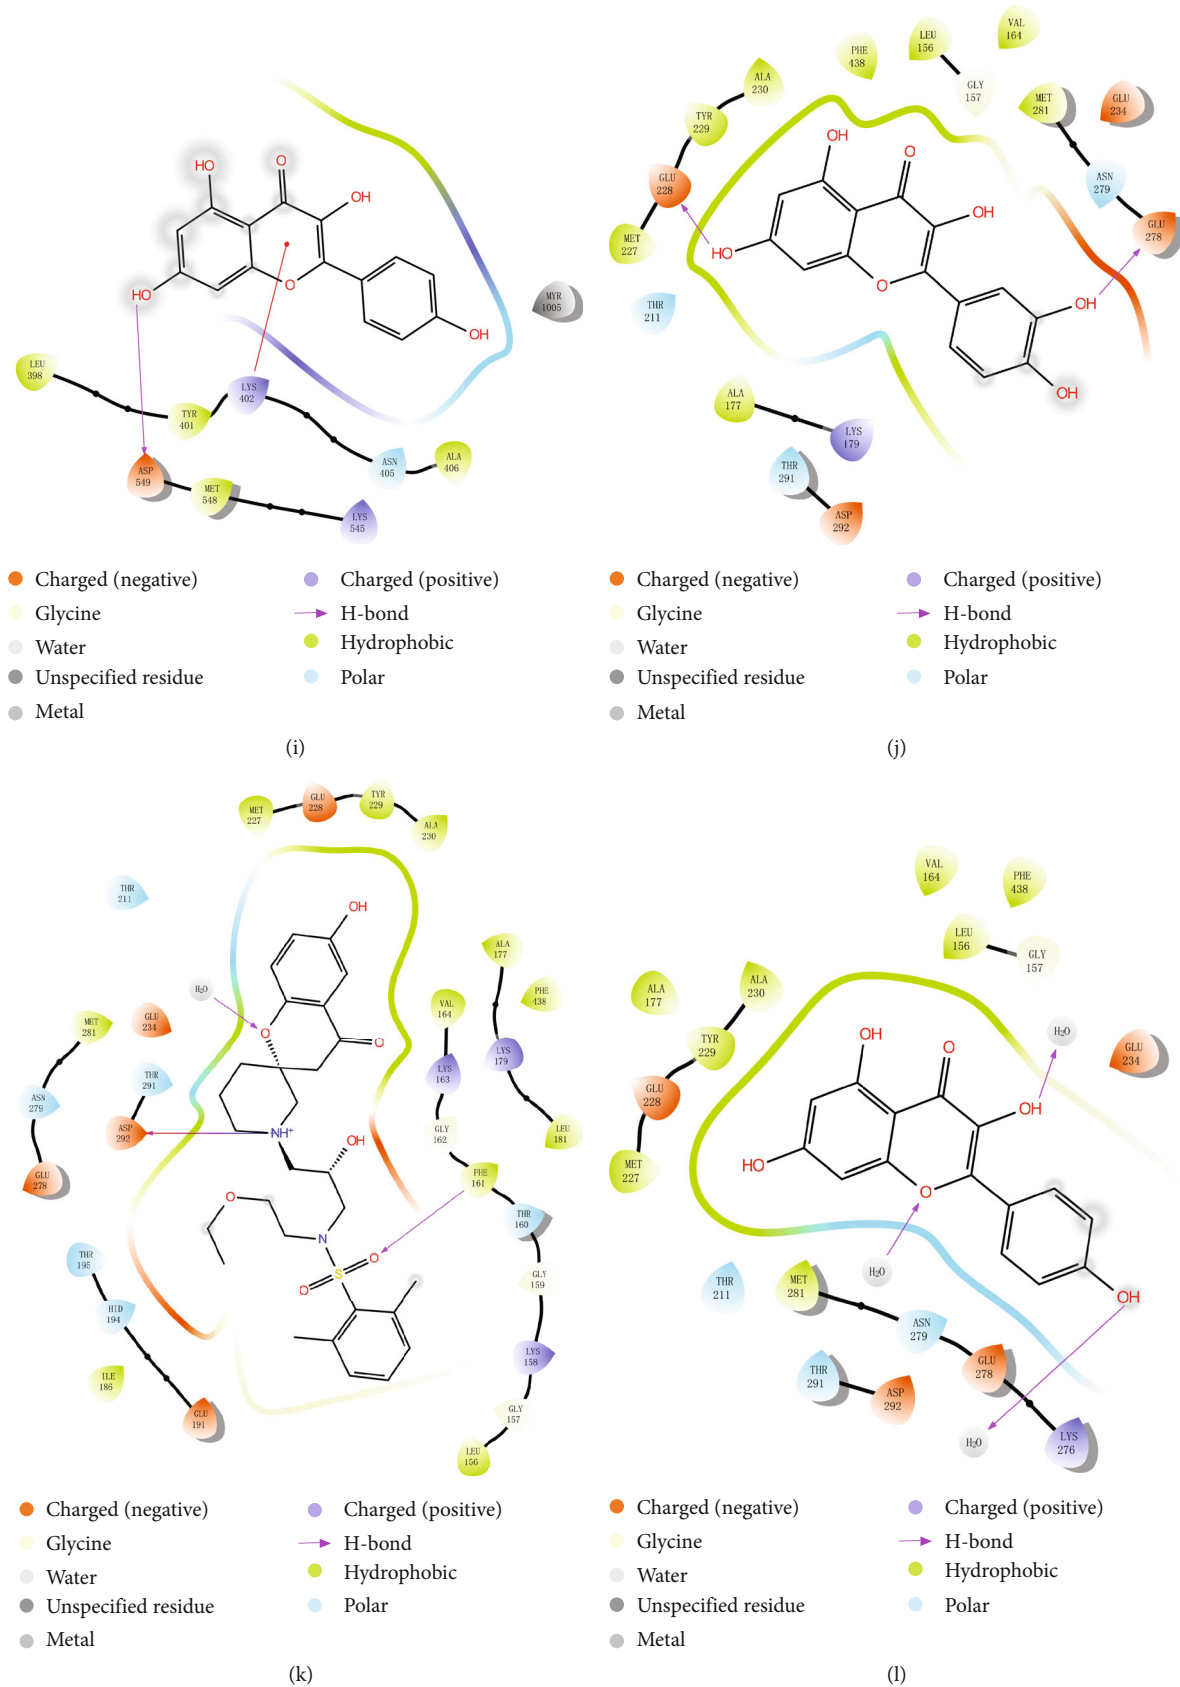 HO
O
OH
HO
O
OH
MYR
1005
LEU
398
TYR
401
LYS
402
ASN
405
ALA
406
ASP
549
MET
548
LYS
545
Charged (negative)
Glycine
Water
Unspecified residue
Metal
Charged (positive)
H-bond
Hydrophobic
Polar
(i)
VAL
164
LEU
156
PHE
438
GLY
157
ALA
230
MET
281
GLU
234
TYR
229
GLU
228
ASN
279
GLU
278
MET
227
THR
211
OH
O
OH
HO
O
OH
OH
ALA
177
LYS
179
THR
291
ASP
292
Charged (negative)
Glycine
Water
Unspecified residue
Metal
Charged (positive)
H-bond
Hydrophobic
Polar
(j)
MET
227
GLU
228
TYR
229
ALA
230
THR
211
OH
H₂O
O
O
ALA
177
PHE
438
VAL
164
LYS
179
LYS
163
GLY
162
LEU
181
PHE
161
THR
160
GLY
159
LYS
158
GLY
157
LEU
156
MET
281
GLU
234
THR
291
ASN
279
ASP
292
GLU
278
NH⁺
OH
O
N
O
S
O
THR
195
HID
194
ILE
186
GLU
191
Charged (negative)
Glycine
Water
Unspecified residue
Metal
Charged (positive)
H-bond
Hydrophobic
Polar
(k)
VAL
164
PHE
438
LEU
156
GLY
157
ALA
177
ALA
230
TYR
229
GLU
228
MET
227
H₂O
GLU
234
OH
O
OH
HO
O
H₂O
OH
THR
211
MET
281
ASN
279
GLU
278
THR
291
ASP
292
H₂O
LYS
276
Charged (negative)
Glycine
Water
Unspecified residue
Metal
Charged (positive)
H-bond
Hydrophobic
Polar
(l)